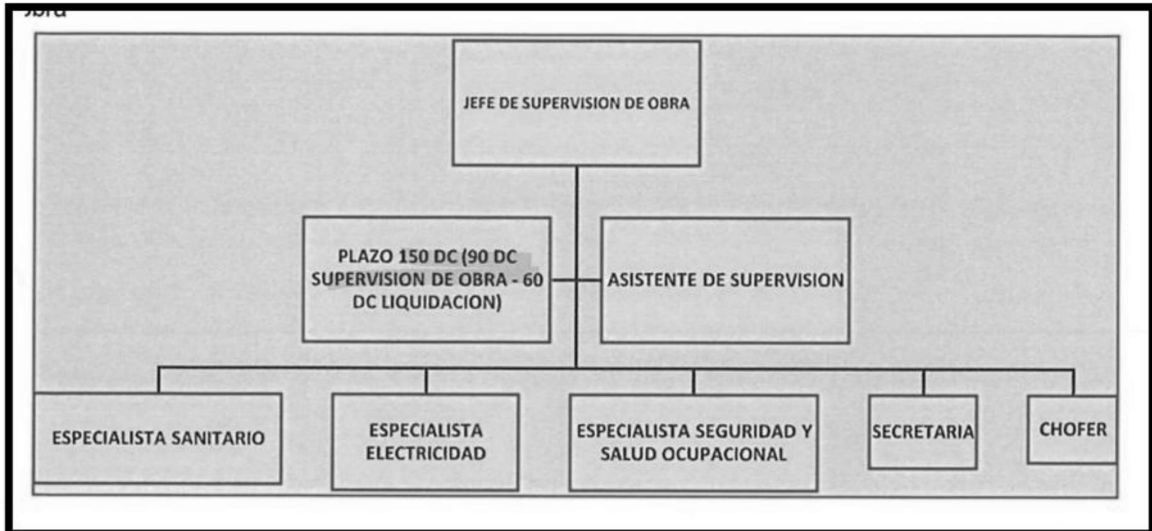 JEFE DE SUPERVISION DE OBRA
PLAZO 150 DC (90 DC
SUPERVISION DE OBRA - 60
DC LIQUIDACION)
ASISTENTE DE SUPERVISION
ESPECIALISTA SANITARIO
ESPECIALISTA
ELECTRICIDAD
ESPECIALISTA SEGURIDAD Y
SALUD OCUPACIONAL
SECRETARIA
CHOFER